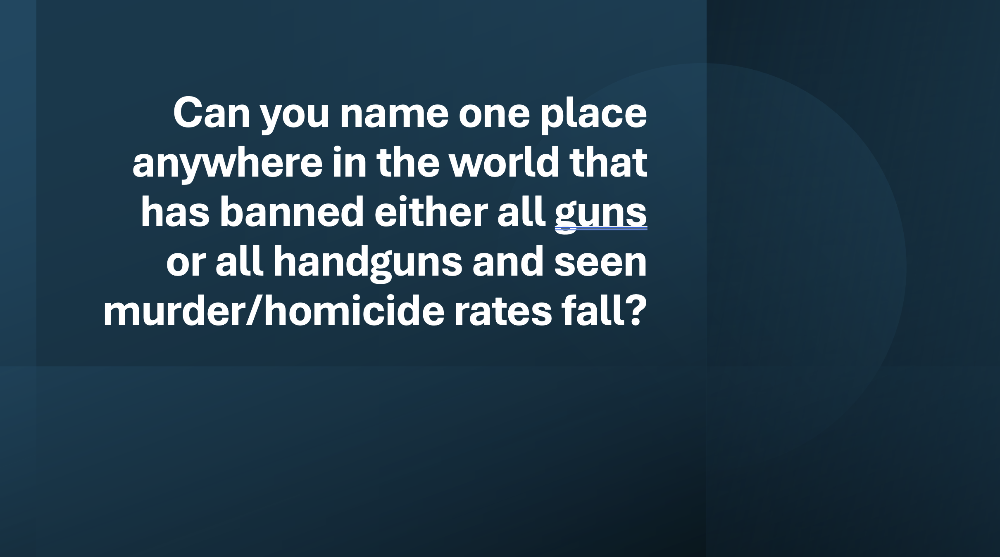 Can you name one place
anywhere in the world that
has banned either all guns
or all handguns and seen
murder/homicide rates fall?